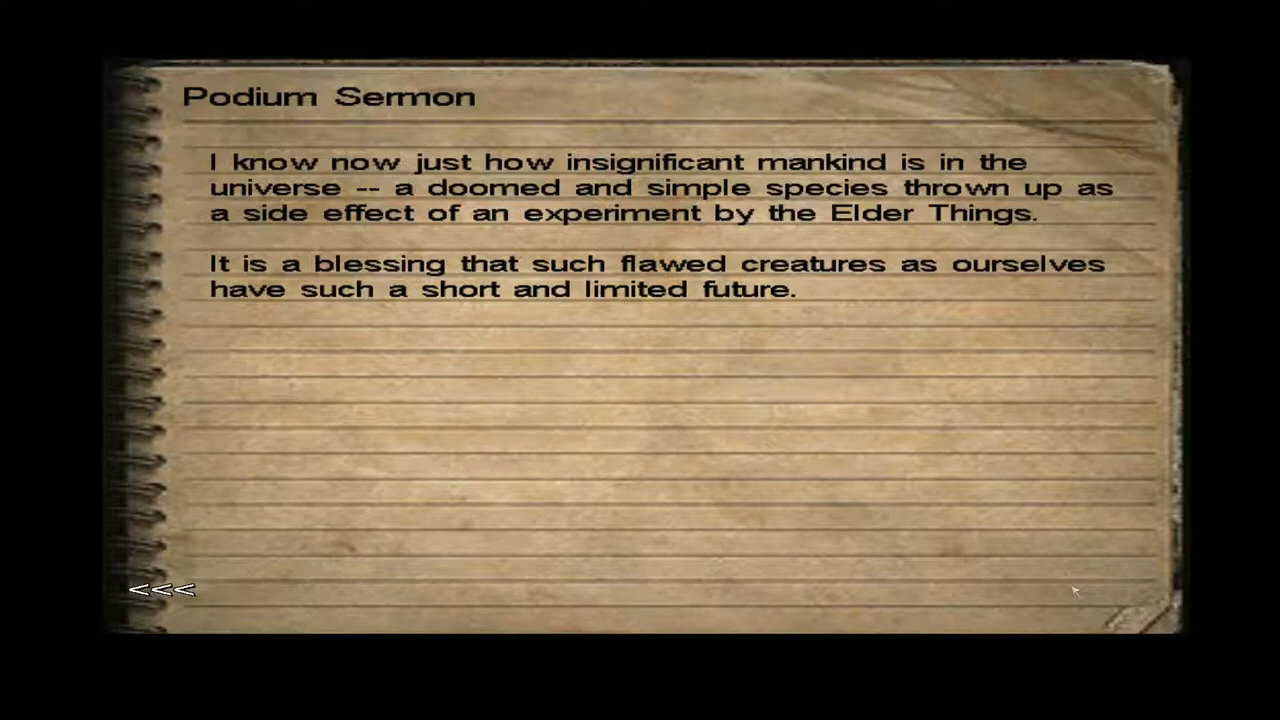 Podium Sermon
I know now just how insignificant mankind is in the
universe -- a doomed and simple species thrown up as
a side effect of an experiment by the Elder Things.
It is a blessing that such flawed creatures as ourselves
have such a short and limited future.
<<<